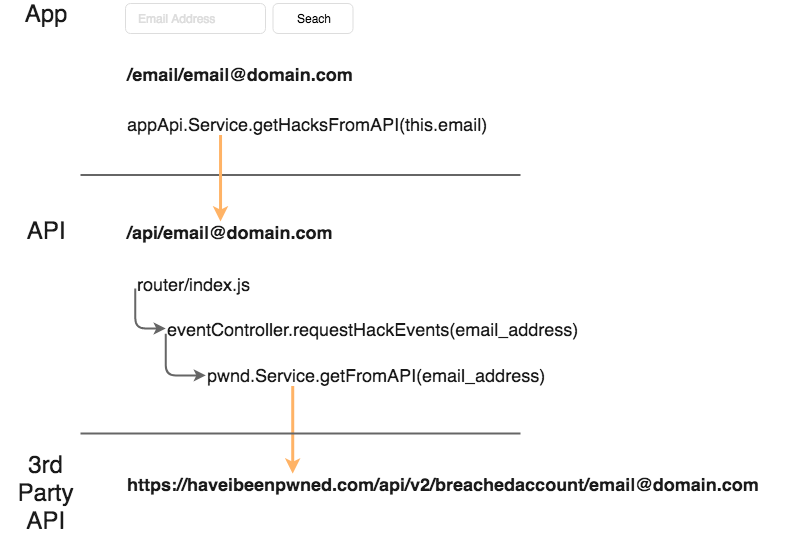 App
Email Address
Seach
/email/email@domain.com
appApi.Service.getHacksFromAPI(this.email)
API
/api/email@domain.com
router/index.js
eventController.requestHackEvents(email_address)
pwnd.Service.getFromAPI(email_address)
3rd
Party
API
https://haveibeenpwned.com/api/v2/breachedaccount/email@domain.com